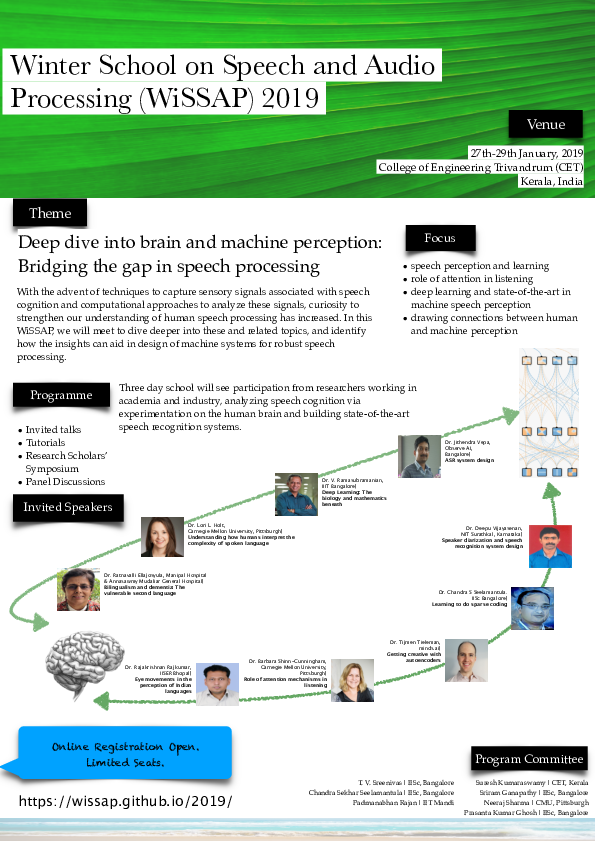 Winter School on Speech and Audio
Processing (WiSSAP) 2019
Venue
27th-29th January, 2019
College of Engineering Trivandrum (CET)
Kerala, India
Theme
Deep dive into brain and machine perception:
Bridging the gap in speech processing
With the advent of techniques to capture sensory signals associated with speech
cognition and computational approaches to analyze these signals, curiosity to
strengthen our understanding of human speech processing has increased. In this
WiSSAP, we will meet to dive deeper into these and related topics, and identify
how the insights can aid in design of machine systems for robust speech
processing.
Focus
• speech perception and learning
• role of attention in listening
• deep learning and state-of-the-art in
machine speech perception
• drawing connections between human
and machine perception
Programme
• Invited talks
• Tutorials
• Research Scholars'
Symposium
• Panel Discussions
Three day school will see participation from researchers working in
academia and industry, analyzing speech cognition via
experimentation on the human brain and building state-of-the-art
speech recognition systems.
Invited Speakers
Dr. Jithendra Vepa,
Observe Ai,
Bangalore|
ASR system design
Dr. V. Ramasubramanian,
IIIT Bangalore|
Deep Learning: The
biology and mathematics
beneath
Dr. Lori L. Holt,
Carnegie Mellon University, Pittsburgh|
Understanding how humans interpret the
complexity of spoken language
Dr. Ratnavalli Ellajosyula, Manipal Hospital
& Annaswamy Mudaliar General Hospital|
Bilingualism and dementia: The
vulnerable second language
Dr. Deepu Vijayasenan,
NIT Surathkal, Karnataka|
Speaker diarization and speech
recognition system design
Dr. Chandra S Seelamantula,
IISc Bangalore|
Learning to do sparse coding
Dr. Tijmen Tieleman,
minds.ai|
Getting creative with
autoencoders
Dr. Barbara Shinn-Cunningham,
Carnegie Mellon University,
Pittsburgh|
Role of attention mechanisms in
listening
Dr. Rajakrishnan Rajkumar,
IISER Bhopal|
Eye movements in the
perception of Indian
languages
Online Registration Open.
Limited Seats.
https://wissap.github.io/2019/
Program Committee
T. V. Sreenivas | IISc, Bangalore
Chandra Sekhar Seelamantula | IISc, Bangalore
Padmanabhan Rajan | IIT Mandi
Suresh Kumaraswamy | CET, Kerala
Sriram Ganapathy | IISc, Bangalore
Neeraj Sharma | CMU, Pittsburgh
Prasanta Kumar Ghosh | IISc, Bangalore